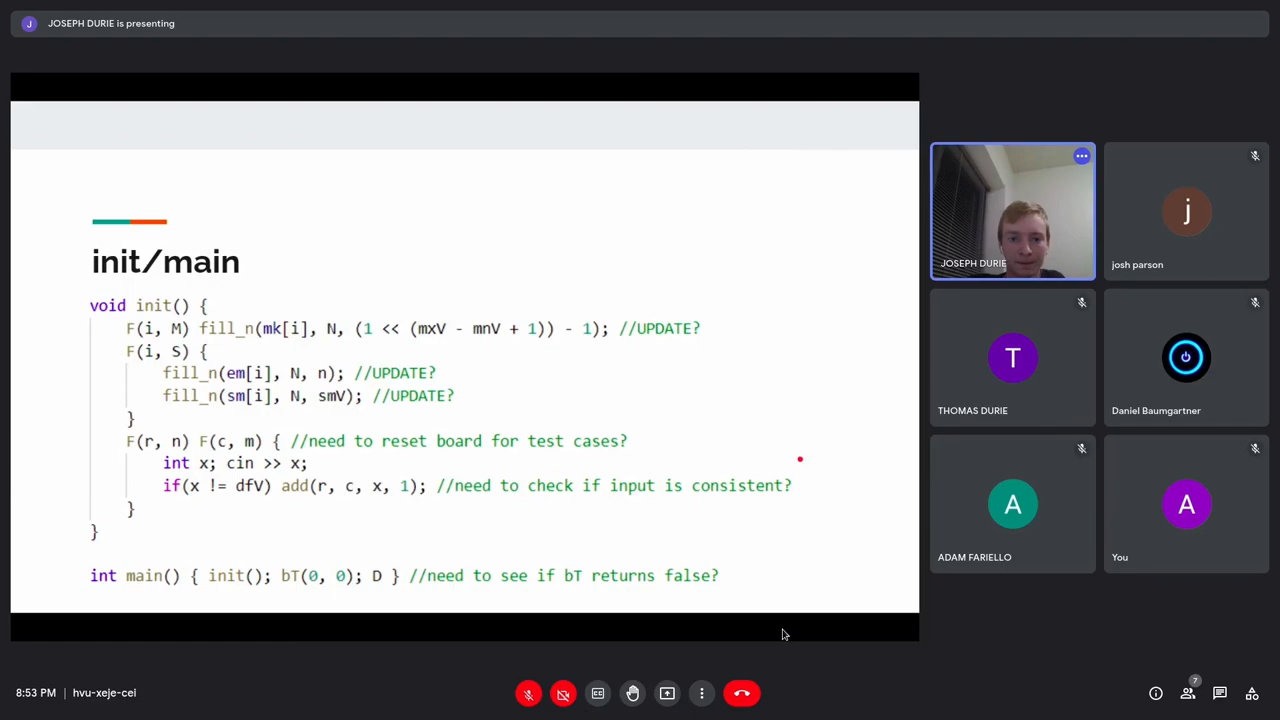 J JOSEPH DURIE is presenting
init/main
void init() {
F(i, M) fill_n(mk[i], N, (1 << (mxV - mnV + 1)) - 1); //UPDATE?
F(i, S) {
fill_n(em[i], N, n); //UPDATE?
fill_n(sm[i], N, smV); //UPDATE?
}
F(r, n) F(c, m) { //need to reset board for test cases?
int x; cin >> x;
if(x != dfV) add(r, c, x, 1); //need to check if input is consistent?
}
}
int main() { init(); bT(0, 0); D } //need to see if bT returns false?
JOSEPH DURIE
j
josh parson
T
THOMAS DURIE
Daniel Baumgartner
A
ADAM FARIELLO
A
You
8:53 PM | hvu-xeje-cei
CC
7